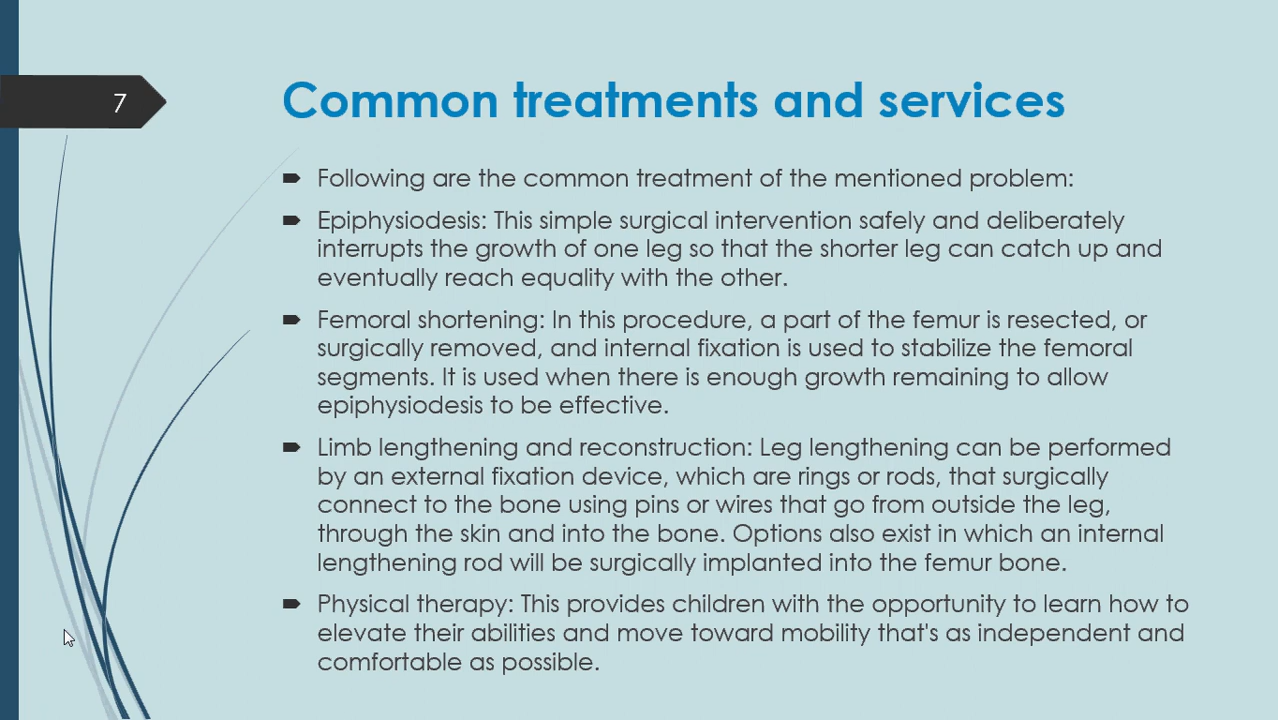 7
Common treatments and services
Following are the common treatment of the mentioned problem:
Epiphysiodesis: This simple surgical intervention safely and deliberately
interrupts the growth of one leg so that the shorter leg can catch up and
eventually reach equality with the other.
Femoral shortening: In this procedure, a part of the femur is resected, or
surgically removed, and internal fixation is used to stabilize the femoral
segments. It is used when there is enough growth remaining to allow
epiphysiodesis to be effective.
Limb lengthening and reconstruction: Leg lengthening can be performed
by an external fixation device, which are rings or rods, that surgically
connect to the bone using pins or wires that go from outside the leg,
through the skin and into the bone. Options also exist in which an internal
lengthening rod will be surgically implanted into the femur bone.
Physical therapy: This provides children with the opportunity to learn how to
elevate their abilities and move toward mobility that's as independent and
comfortable as possible.